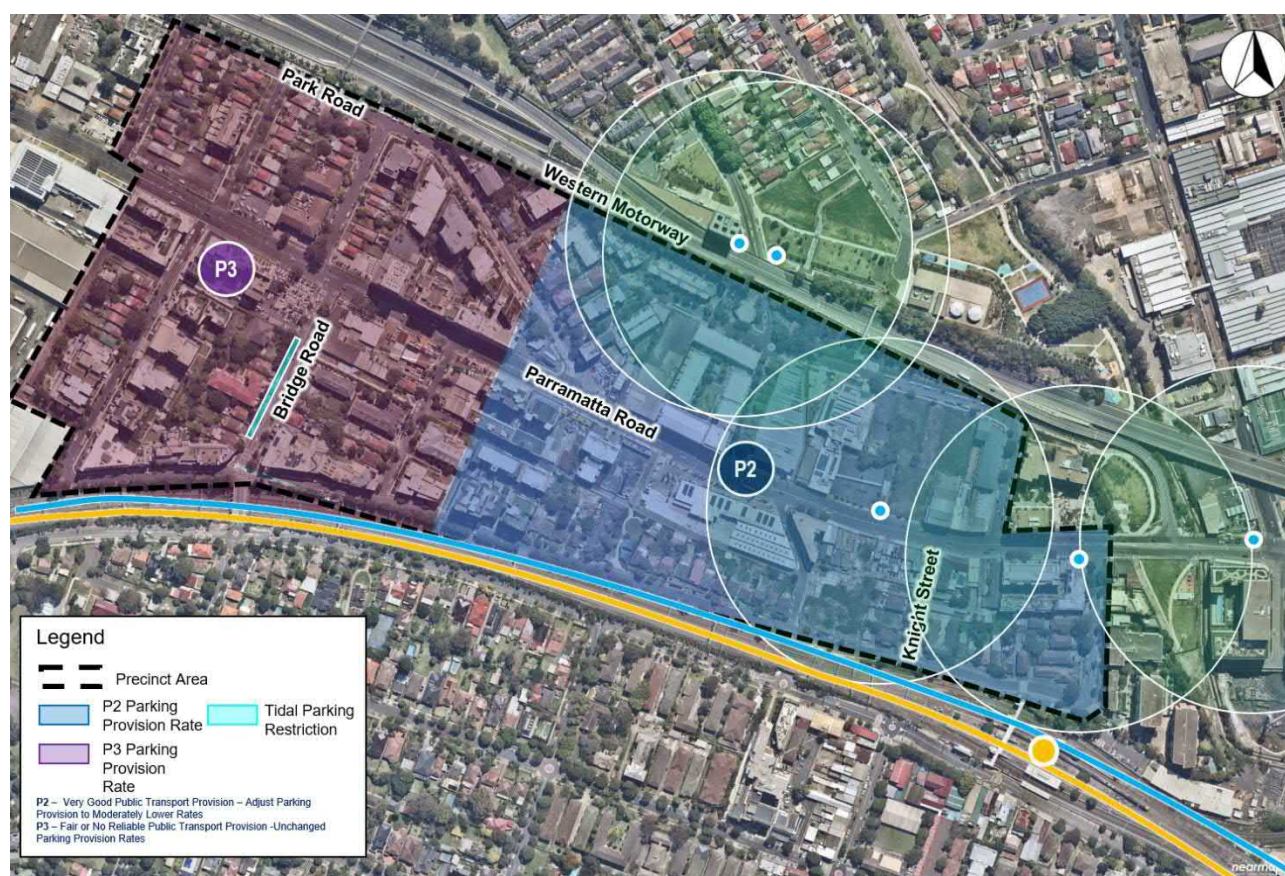 Park Road
Western Motorway
P3
Bridge Road
Parramatta Road
P2
Knight Street
Legend
Precinct Area
P2 Parking
Provision Rate
Tidal Parking
Restriction
P3 Parking
Provision
Rate
P2 – Very Good Public Transport Provision – Adjust Parking
Provision to Moderately Lower Rates
P3 – Fair or No Reliable Public Transport Provision -Unchanged
Parking Provision Rates